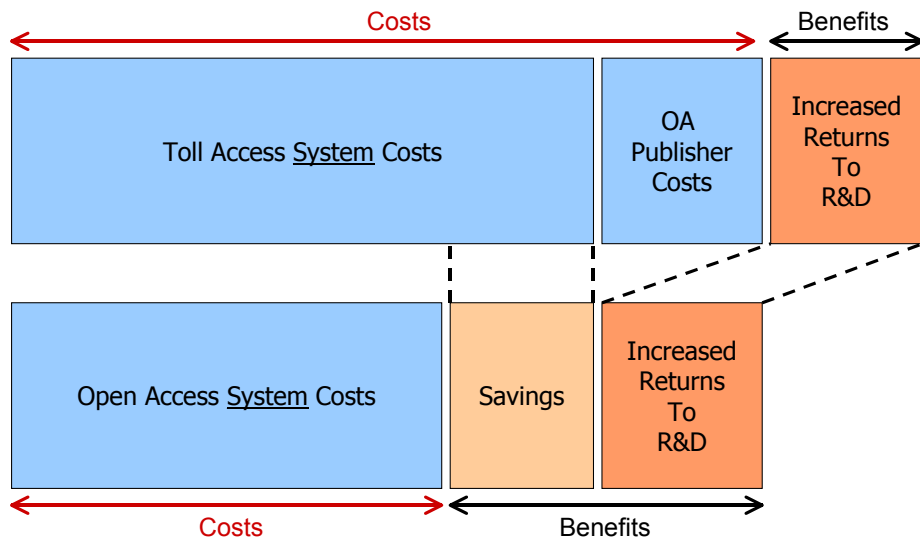 Costs
Benefits
Toll Access System Costs
OA
Publisher
Costs
Increased
Returns
To
R&D
Open Access System Costs
Savings
Increased
Returns
To
R&D
Costs
Benefits